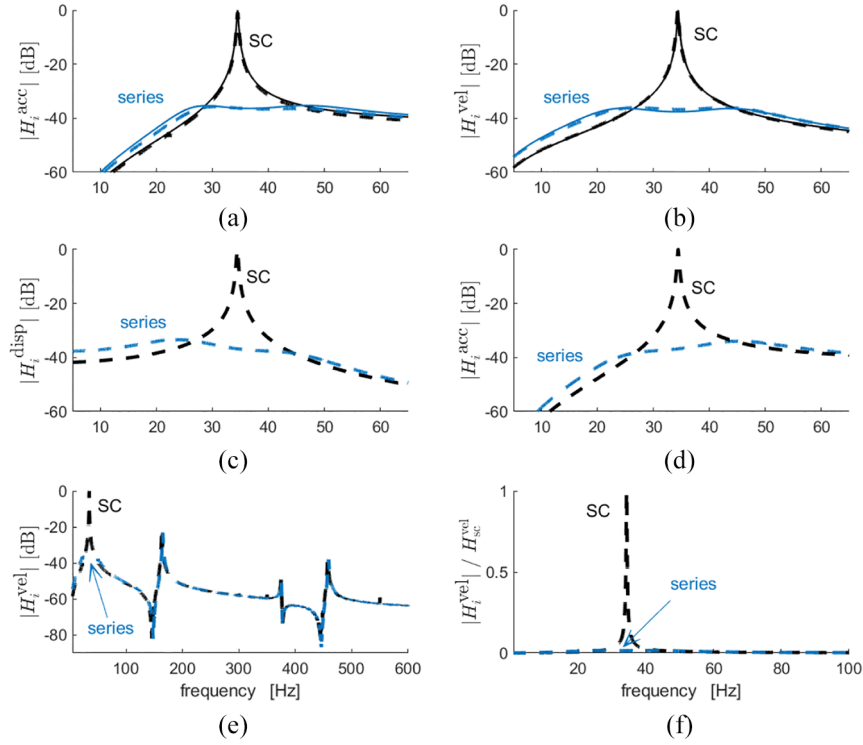 |H_i^acc| [dB]
0
-20
-40
-60
SC
series
10 20 30 40 50 60
(a)
|H_i^vel| [dB]
0
-20
-40
-60
SC
series
10 20 30 40 50 60
(b)
|H_i^disp| [dB]
0
-20
-40
-60
SC
series
10 20 30 40 50 60
(c)
|H_i^acc| [dB]
0
-20
-40
-60
SC
series
10 20 30 40 50 60
(d)
|H_i^vel| [dB]
0
-20
-40
-60
-80
SC
series
100 200 300 400 500 600
frequency [Hz]
(e)
|H_i^vel| / H_sc^vel
1
0.5
0
SC
series
20 40 60 80 100
frequency [Hz]
(f)